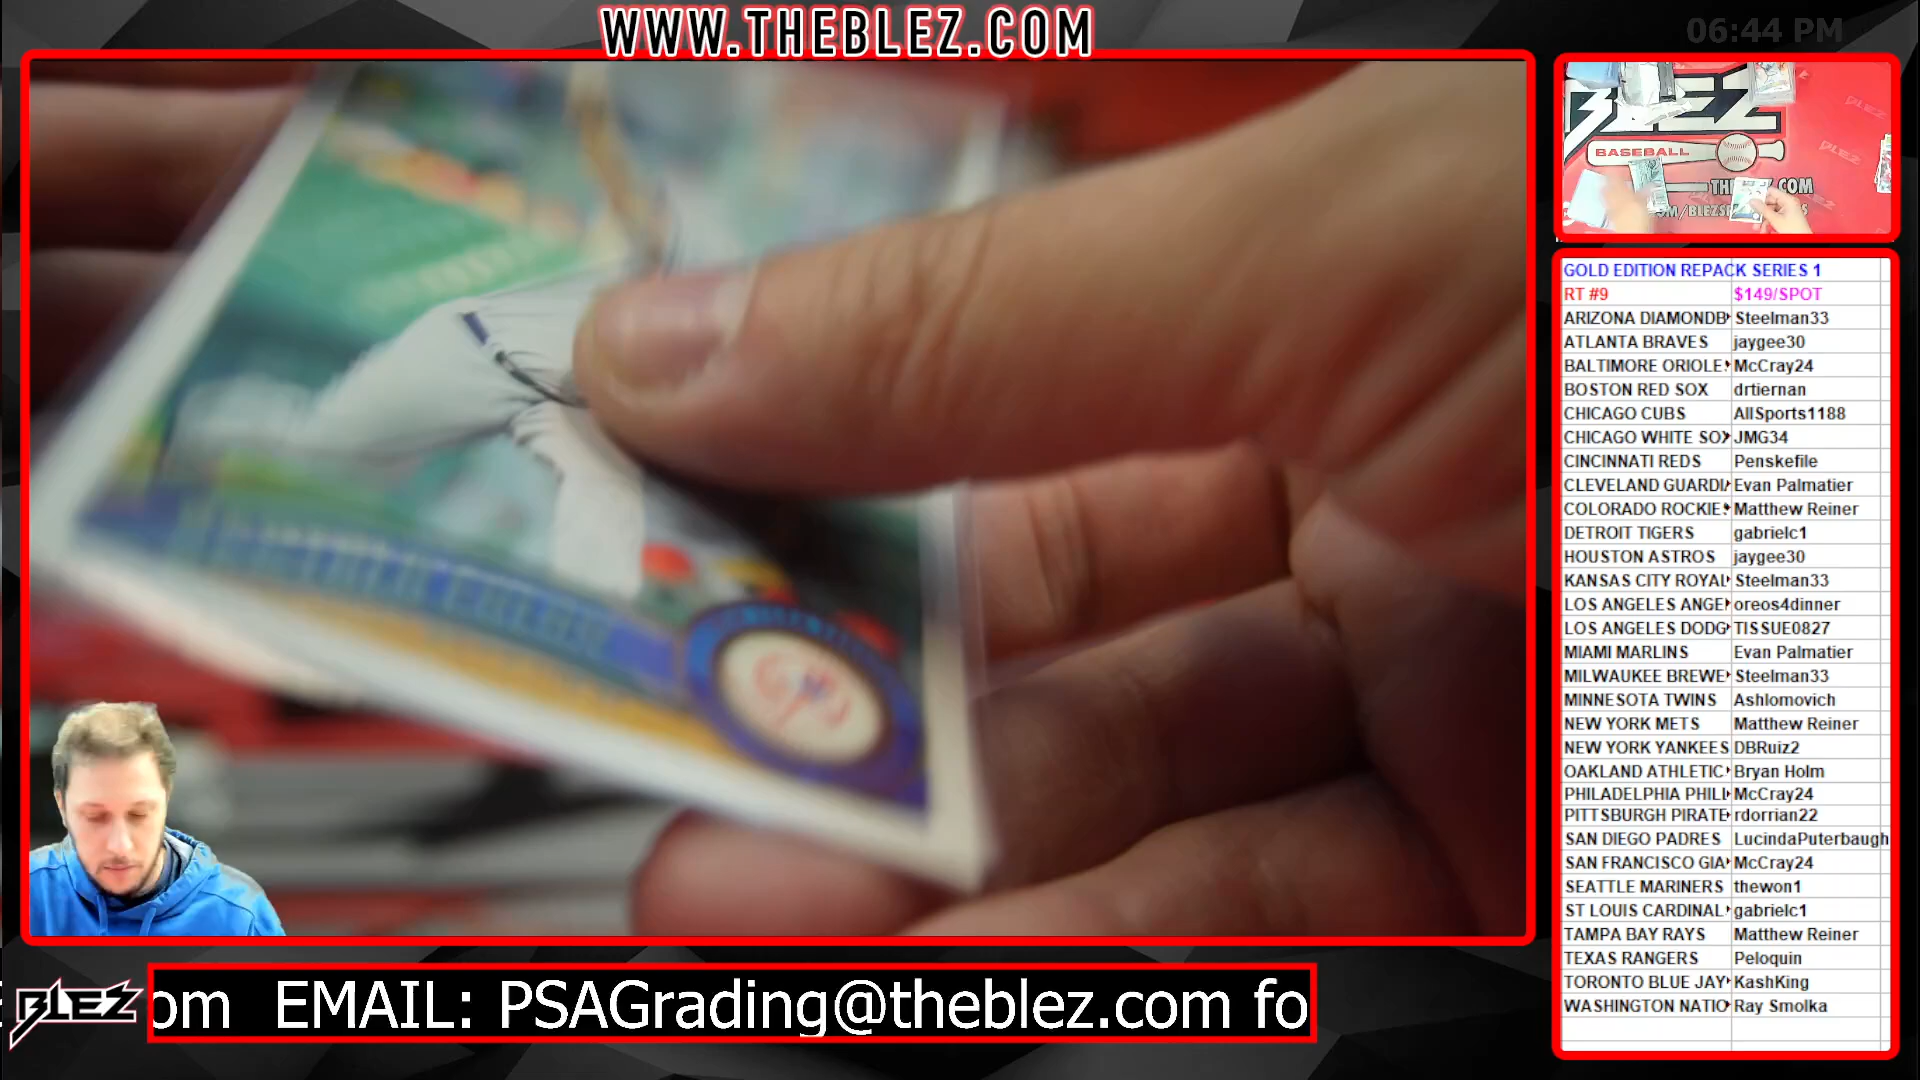 WWW.THEBLEZ.COM
06:44 PM
BLEZ
BASEBALL
GOLD EDITION REPACK SERIES 1
RT #9 $149/SPOT
ARIZONA DIAMONDB Steelman33
ATLANTA BRAVES jaygee30
BALTIMORE ORIOLE McCray24
BOSTON RED SOX drtiernan
CHICAGO CUBS AllSports1188
CHICAGO WHITE SOX JMG34
CINCINNATI REDS Penskefile
CLEVELAND GUARDI Evan Palmatier
COLORADO ROCKIE Matthew Reiner
DETROIT TIGERS gabrielc1
HOUSTON ASTROS jaygee30
KANSAS CITY ROYAL Steelman33
LOS ANGELES ANGE oreos4dinner
LOS ANGELES DODG TISSUE0827
MIAMI MARLINS Evan Palmatier
MILWAUKEE BREWE Steelman33
MINNESOTA TWINS Ashlomovich
NEW YORK METS Matthew Reiner
NEW YORK YANKEES DBRuiz2
OAKLAND ATHLETIC Bryan Holm
PHILADELPHIA PHILL McCray24
PITTSBURGH PIRATE rdorrian22
SAN DIEGO PADRES LucindaPuterbaugh
SAN FRANCISCO GIA McCray24
SEATTLE MARINERS thewon1
ST LOUIS CARDINAL gabrielc1
TAMPA BAY RAYS Matthew Reiner
TEXAS RANGERS Peloquin
TORONTO BLUE JAY KashKing
WASHINGTON NATIO Ray Smolka
BLEZ
om EMAIL: PSAGrading@theblez.com fo